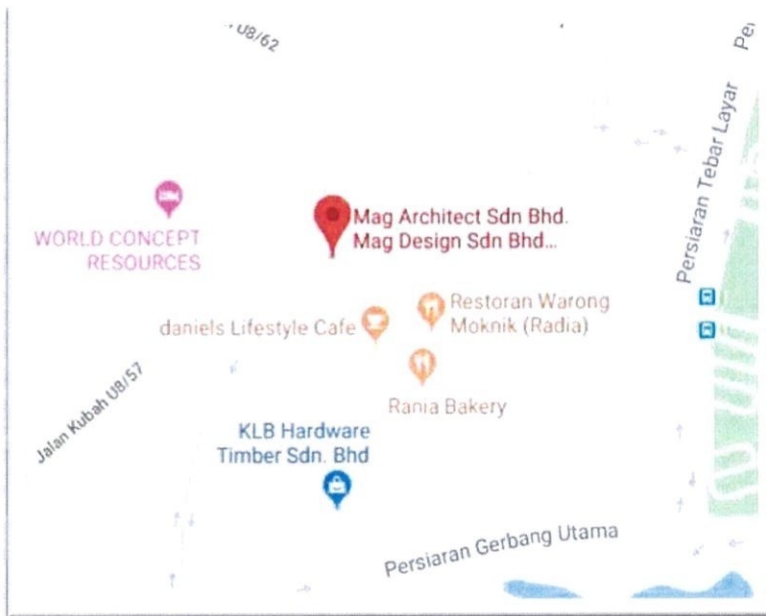 U8/62
Persiaran Tebar Layar
Mag Architect Sdn Bhd.
Mag Design Sdn Bhd...
WORLD CONCEPT
RESOURCES
Restoran Warong
Moknik (Radia)
daniels Lifestyle Cafe
Rania Bakery
Jalan Kubah U8/57
KLB Hardware
Timber Sdn. Bhd
Persiaran Gerbang Utama